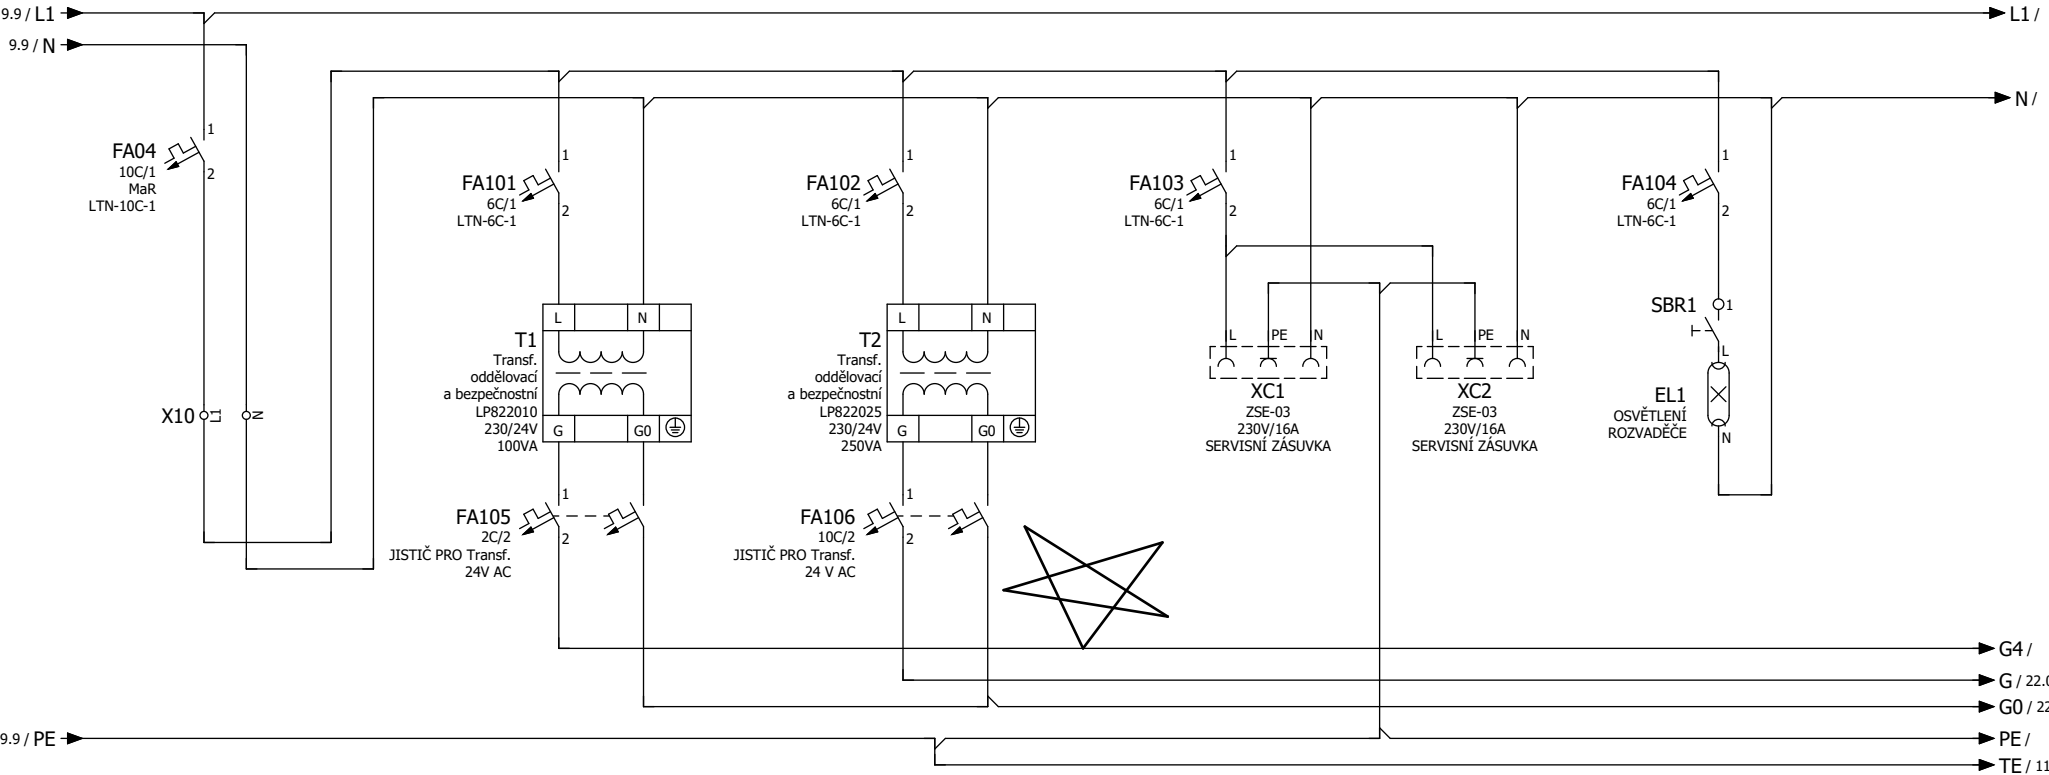 9.9 / L1
L1 /
9.9 / N
N /
1
FA04
10C/1
MaR
LTN-10C-1
2
1
FA101
6C/1
LTN-6C-1
2
1
FA102
6C/1
LTN-6C-1
2
1
FA103
6C/1
LTN-6C-1
2
1
FA104
6C/1
LTN-6C-1
2
L N
T1
Transf.
oddělovací
a bezpečnostní
LP822010
230/24V
100VA
G G0
L N
T2
Transf.
oddělovací
a bezpečnostní
LP822025
230/24V
250VA
G G0
L PE N
XC1
ZSE-03
230V/16A
SERVISNÍ ZÁSUVKA
L PE N
XC2
ZSE-03
230V/16A
SERVISNÍ ZÁSUVKA
SBR1 1
L
EL1
OSVĚTLENÍ
ROZVADĚČE
N
X10 L1 N
1
FA105
2C/2
2
JISTIČ PRO Transf.
24V AC
1
FA106
10C/2
2
JISTIČ PRO Transf.
24 V AC
G4 /
G / 22.0
G0 / 22
9.9 / PE
PE /
TE / 11